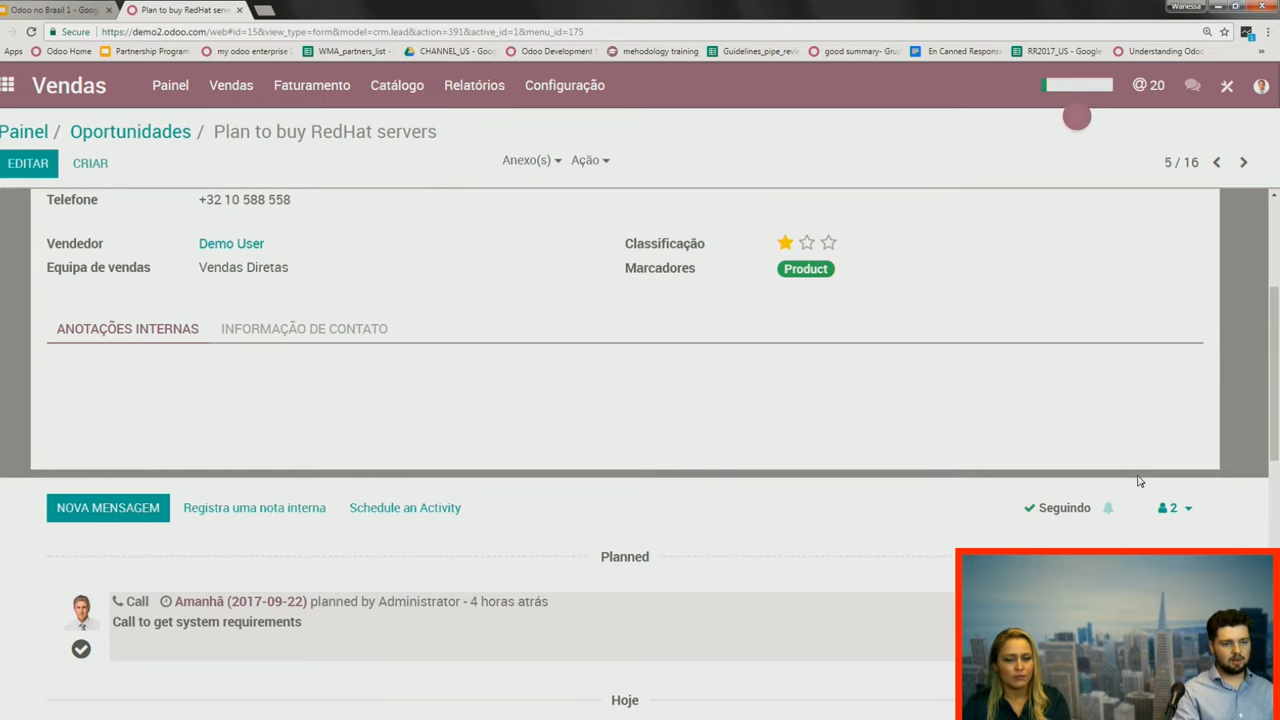 Odoo no Brasil 1 - Goog
Plan to buy RedHat serv
Wanessa
Secure
https://demo2.odoo.com/web#id=15&view_type=form&model=crm.lead&action=391&active_id=1&menu_id=175
Apps
Odoo Home
Partnership Program
my odoo enterprise
WMA_partners_list -
CHANNEL_US - Goog
Odoo Development
mehodology training
Guidelines_pipe_revie
good summary- Grup
En Canned Response
RR2017_US - Google
Understanding Odoo
»
Vendas
Painel
Vendas
Faturamento
Catálogo
Relatórios
Configuração
@ 20
Painel / Oportunidades / Plan to buy RedHat servers
EDITAR
CRIAR
Anexo(s)
Ação
5 / 16
Telefone
+32 10 588 558
Vendedor
Demo User
Classificação
Equipa de vendas
Vendas Diretas
Marcadores
Product
ANOTAÇÕES INTERNAS
INFORMAÇÃO DE CONTATO
NOVA MENSAGEM
Registra uma nota interna
Schedule an Activity
Seguindo
2
Planned
Call Amanhã (2017-09-22) planned by Administrator - 4 horas atrás
Call to get system requirements
Hoje